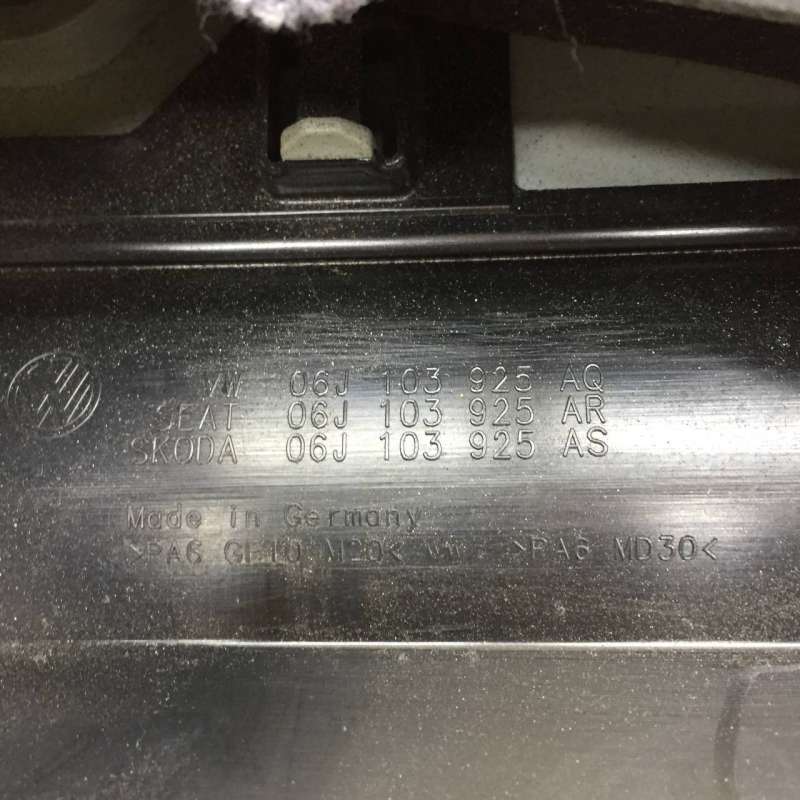 VW 06J 103 925 AQ
SEAT 06J 103 925 AR
SKODA 06J 103 925 AS
Made in Germany
>PA6 GF10 M20< VW: >PA6 MD30<